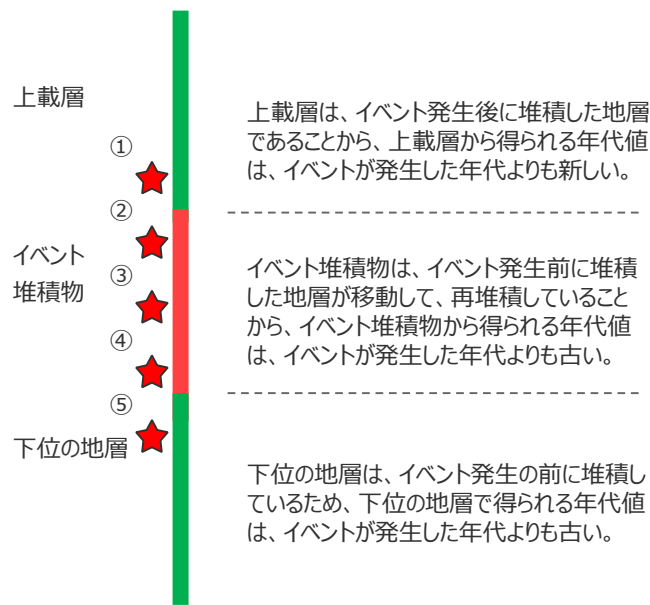 上載層
①
上載層は、イベント発生後に堆積した地層
であることから、上載層から得られる年代値
は、イベントが発生した年代よりも新しい。
②
イベント
堆積物
③
イベント堆積物は、イベント発生前に堆積
した地層が移動して、再堆積していること
から、イベント堆積物から得られる年代値
は、イベントが発生した年代よりも古い。
④
⑤
下位の地層
下位の地層は、イベント発生の前に堆積し
ているため、下位の地層で得られる年代値
は、イベントが発生した年代よりも古い。